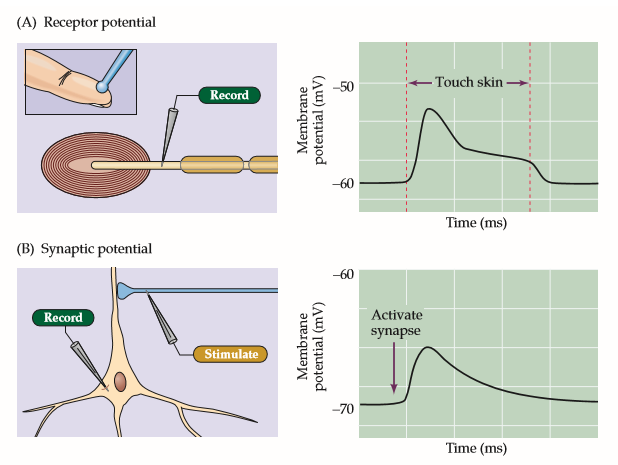 (A) Receptor potential
Record
Membrane
potential (mV)
–50
–60
Touch skin
Time (ms)
(B) Synaptic potential
Record
Stimulate
Membrane
potential (mV)
–60
–70
Activate
synapse
Time (ms)